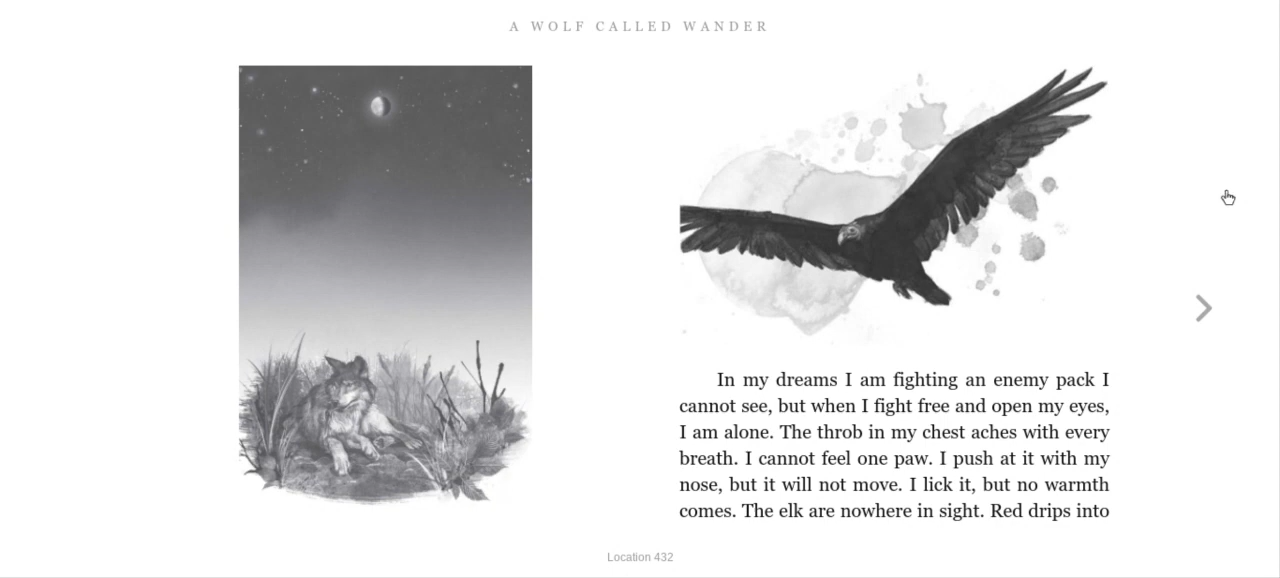 A WOLF CALLED WANDER
In my dreams I am fighting an enemy pack I
cannot see, but when I fight free and open my eyes,
I am alone. The throb in my chest aches with every
breath. I cannot feel one paw. I push at it with my
nose, but it will not move. I lick it, but no warmth
comes. The elk are nowhere in sight. Red drips into
Location 432